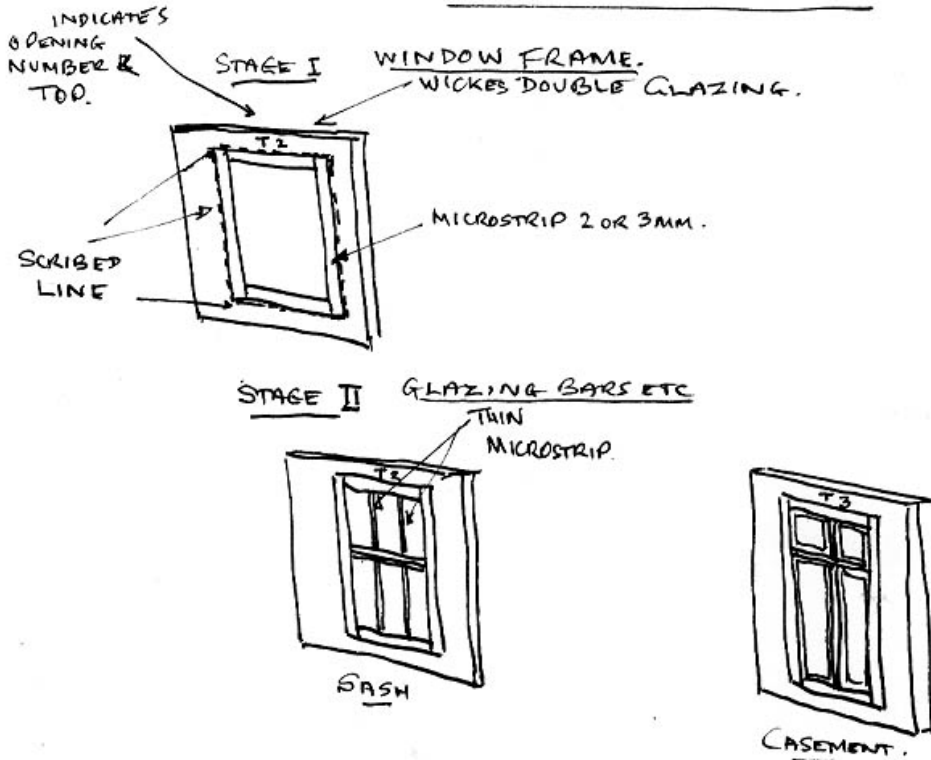 INDICATES
OPENING
NUMBER &
TOP.
STAGE I
WINDOW FRAME.
WICKES DOUBLE GLAZING.
T2
MICROSTRIP 2 OR 3MM.
SCRIBED
LINE
STAGE II GLAZING BARS ETC
THIN
MICROSTRIP.
T2
T3
SASH
CASEMENT.